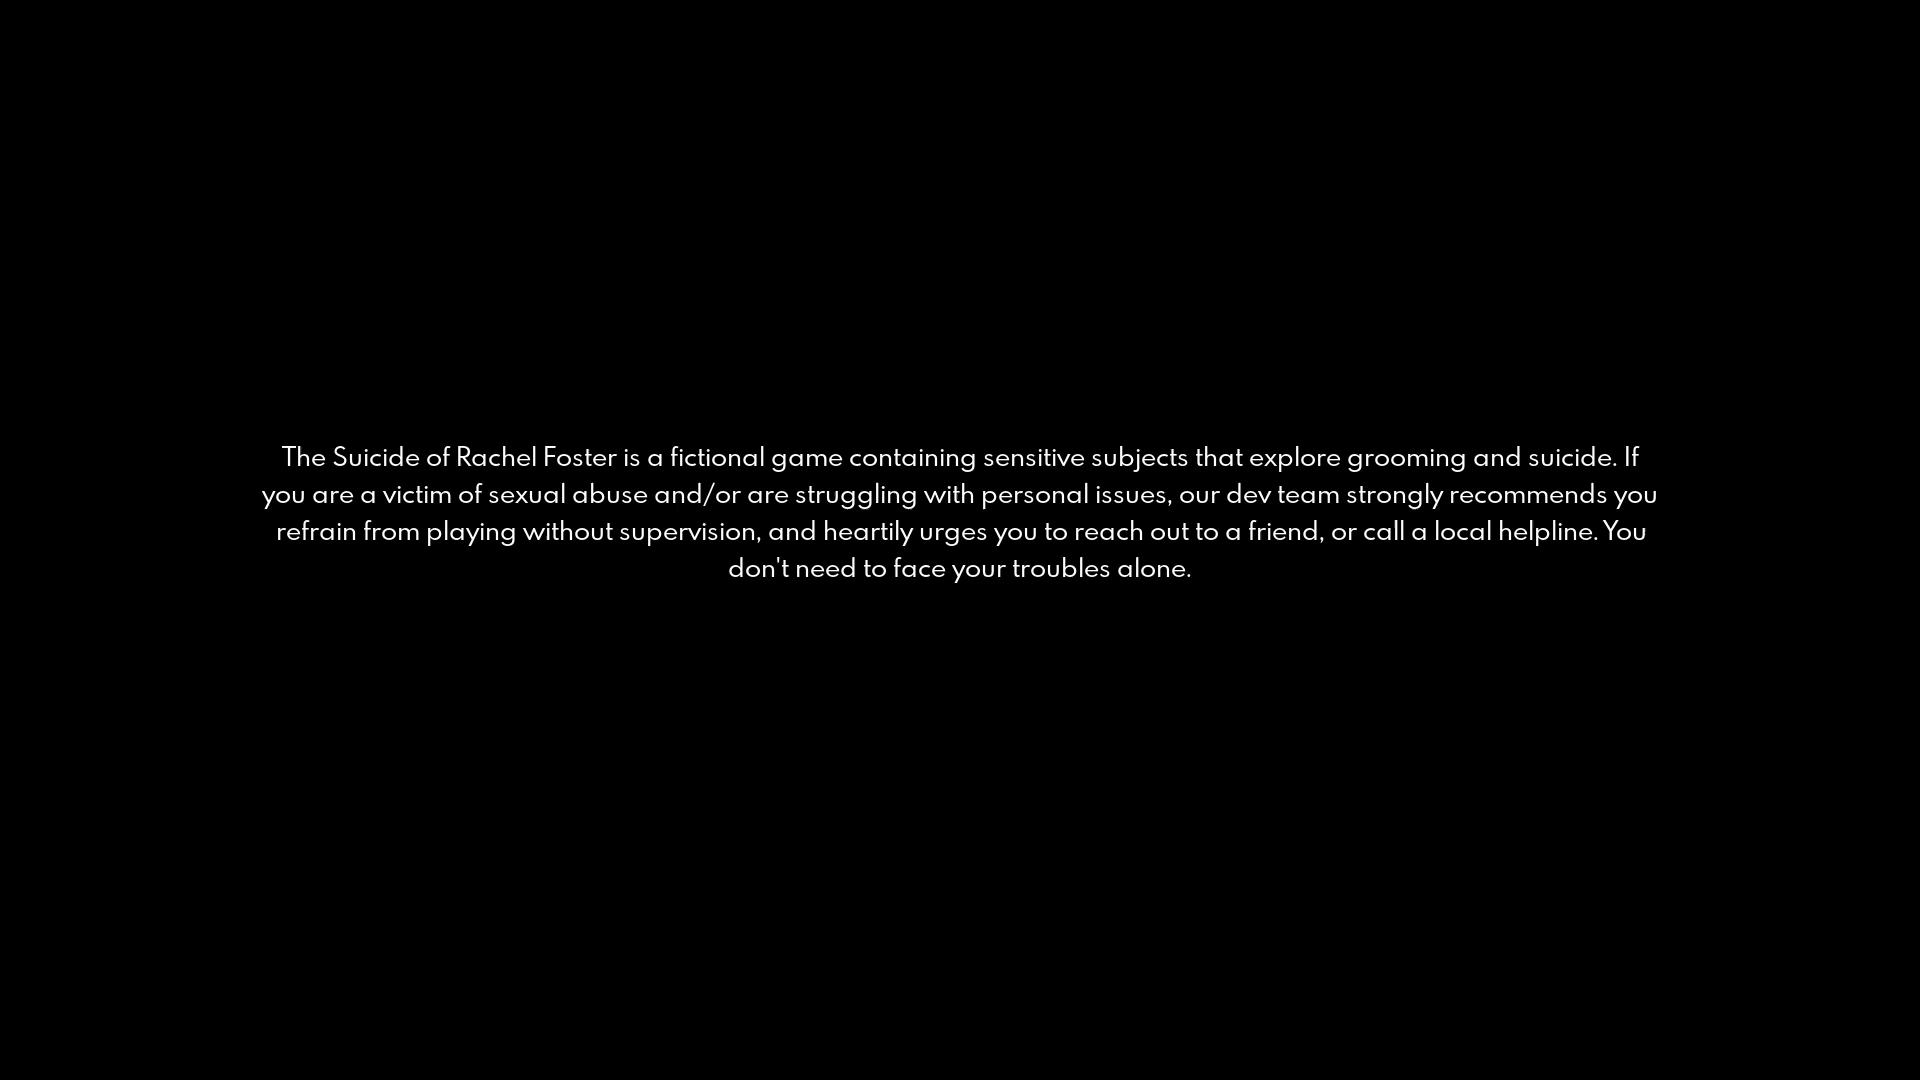 The Suicide of Rachel Foster is a fictional game containing sensitive subjects that explore grooming and suicide. If
you are a victim of sexual abuse and/or are struggling with personal issues, our dev team strongly recommends you
refrain from playing without supervision, and heartily urges you to reach out to a friend, or call a local helpline. You
don't need to face your troubles alone.